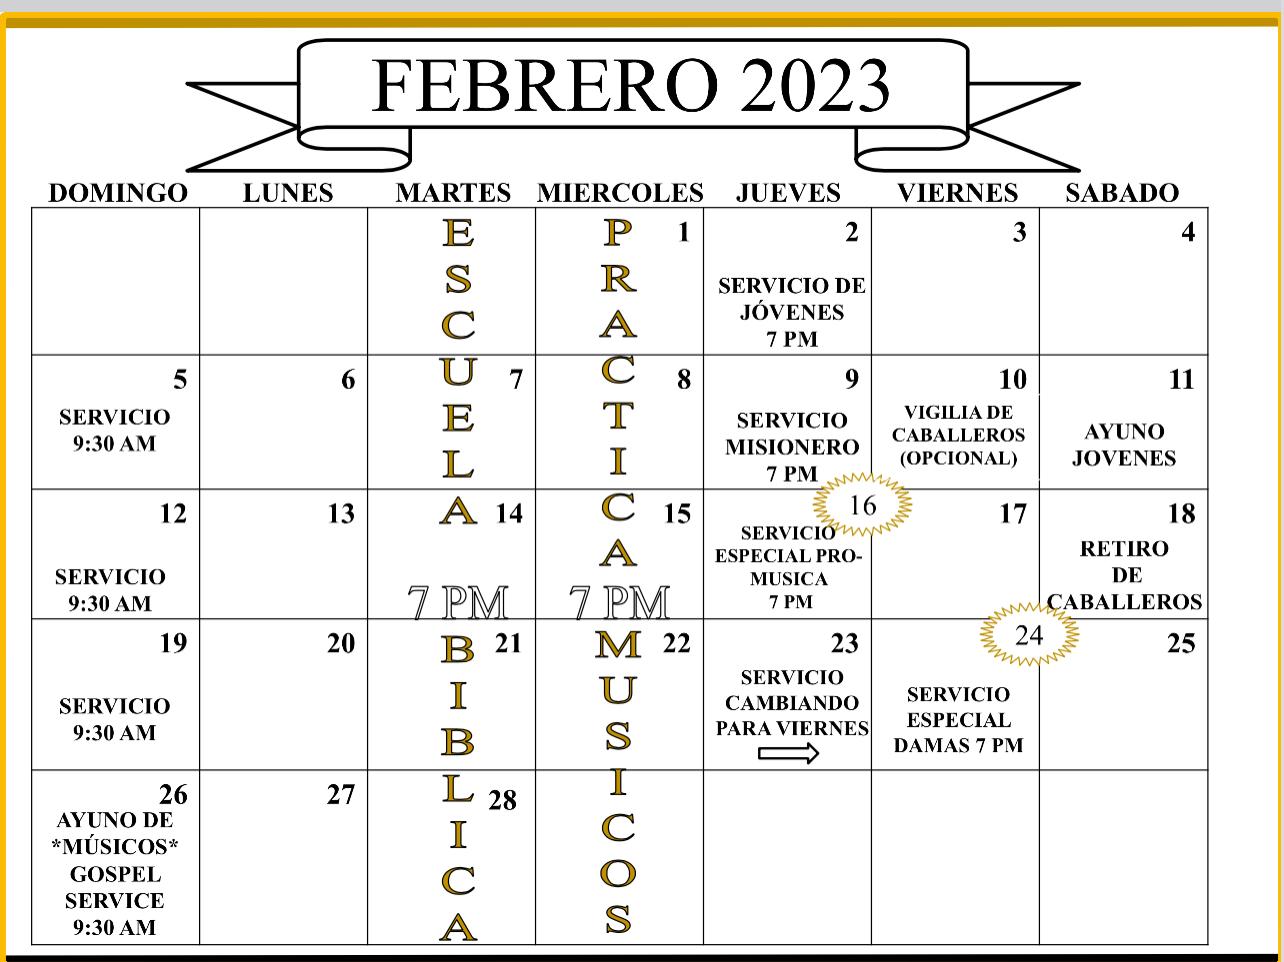 FEBRERO 2023
DOMINGO LUNES MARTES MIERCOLES JUEVES VIERNES SABADO
ESCUELA
7 PM
BIBLICA
PRACTICA
7 PM
MUSICOS
1
2
SERVICIO DE
JÓVENES
7 PM
3
4
5
SERVICIO
9:30 AM
6
7
8
9
SERVICIO
MISIONERO
7 PM
10
VIGILIA DE
CABALLEROS
(OPCIONAL)
11
AYUNO
JOVENES
12
SERVICIO
9:30 AM
13
14
15
16
SERVICIO
ESPECIAL PRO-
MUSICA
7 PM
17
18
RETIRO
DE
CABALLEROS
19
SERVICIO
9:30 AM
20
21
22
23
SERVICIO
CAMBIANDO
PARA VIERNES
24
SERVICIO
ESPECIAL
DAMAS 7 PM
25
26
AYUNO DE
*MÚSICOS*
GOSPEL
SERVICE
9:30 AM
27
28